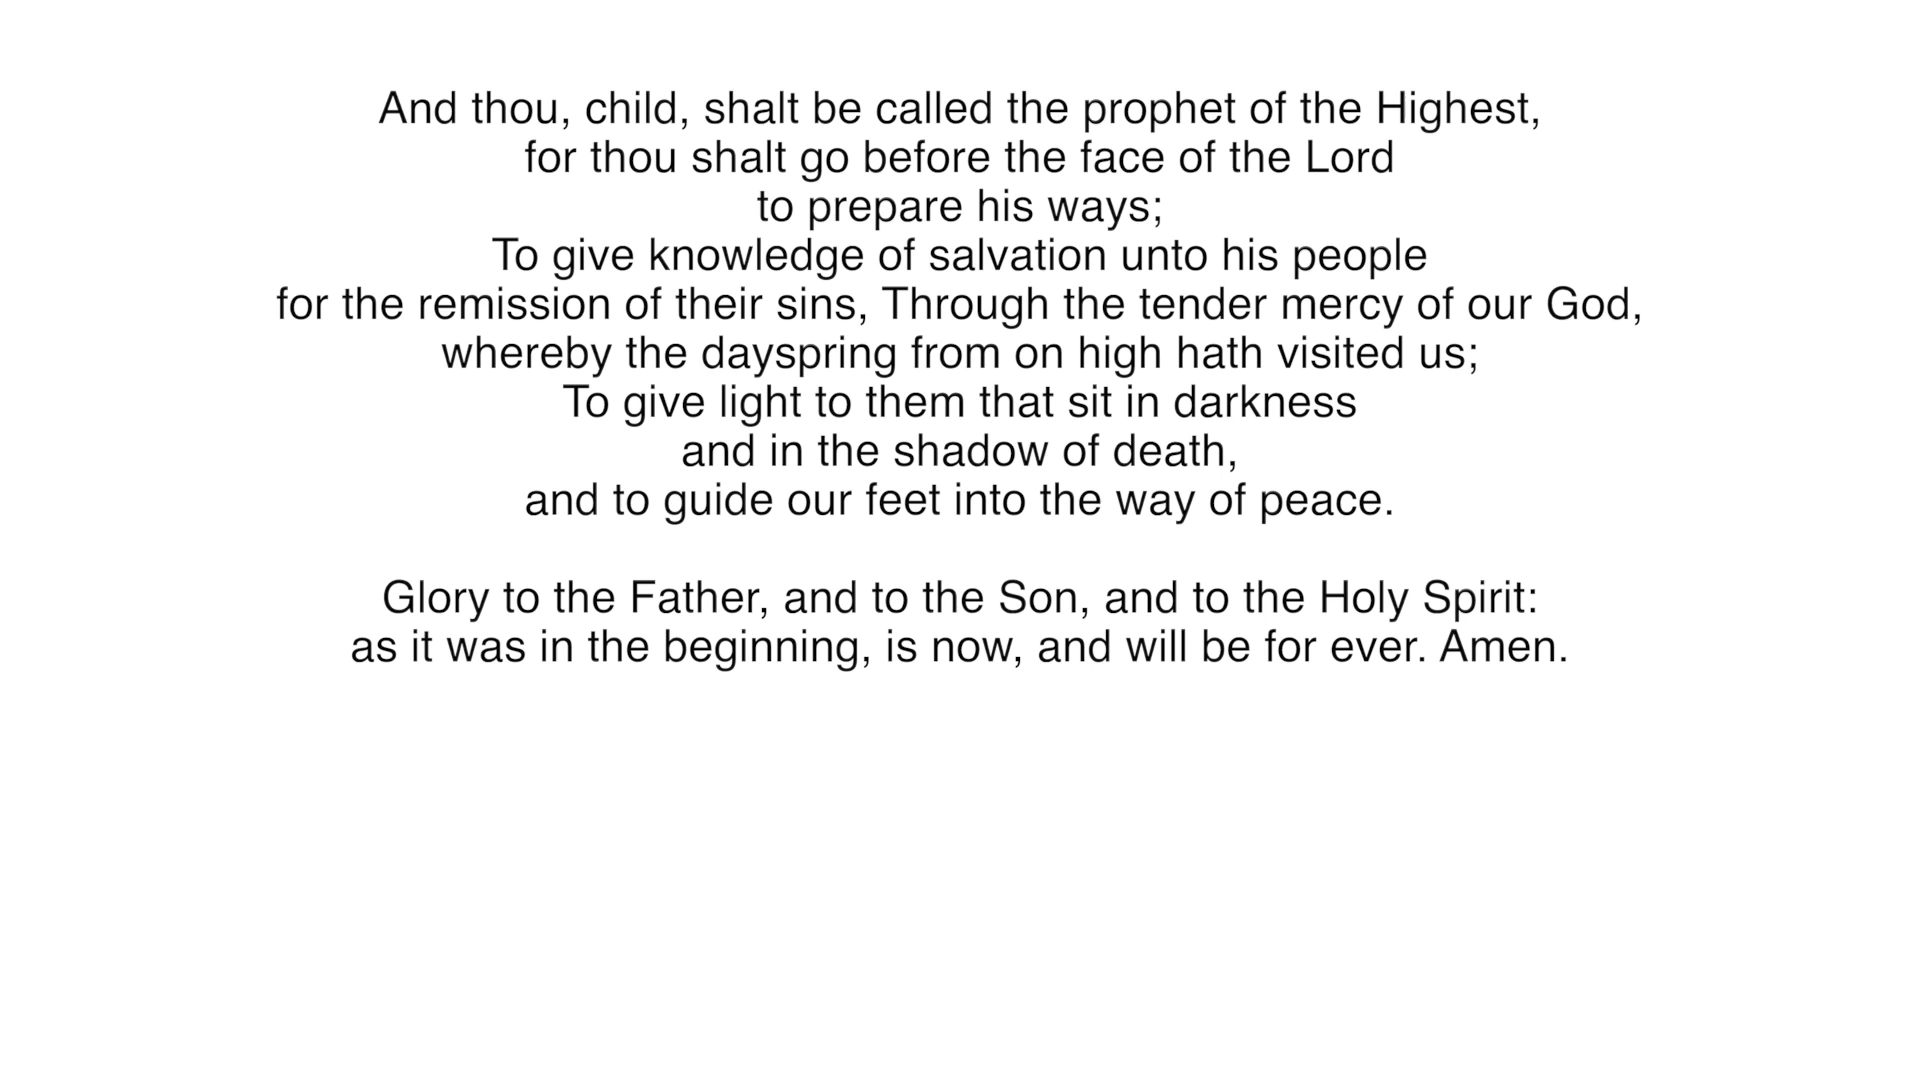 And thou, child, shalt be called the prophet of the Highest,
for thou shalt go before the face of the Lord
to prepare his ways;
To give knowledge of salvation unto his people
for the remission of their sins, Through the tender mercy of our God,
whereby the dayspring from on high hath visited us;
To give light to them that sit in darkness
and in the shadow of death,
and to guide our feet into the way of peace.
Glory to the Father, and to the Son, and to the Holy Spirit:
as it was in the beginning, is now, and will be for ever. Amen.